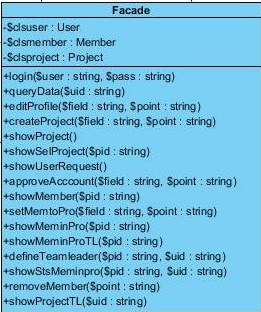 Facade
-$clsuser : User
-$clsmember : Member
-$clsproject : Project
+login($user : string, $pass : string)
+queryData($uid : string)
+editProfile($field : string, $point : string)
+createProject($field : string, $point : string)
+showProject()
+showSelProject($pid : string)
+showUserRequest()
+approveAcccount($field : string, $point : string)
+showMember($pid : string)
+setMemtoPro($field : string, $point : string)
+showMeminPro($pid : string)
+showMeminProTL($pid : string)
+defineTeamleader($pid : string, $uid : string)
+showStsMeminpro($pid : string, $uid : string)
+removeMember($point : string)
+showProjectTL($uid : string)